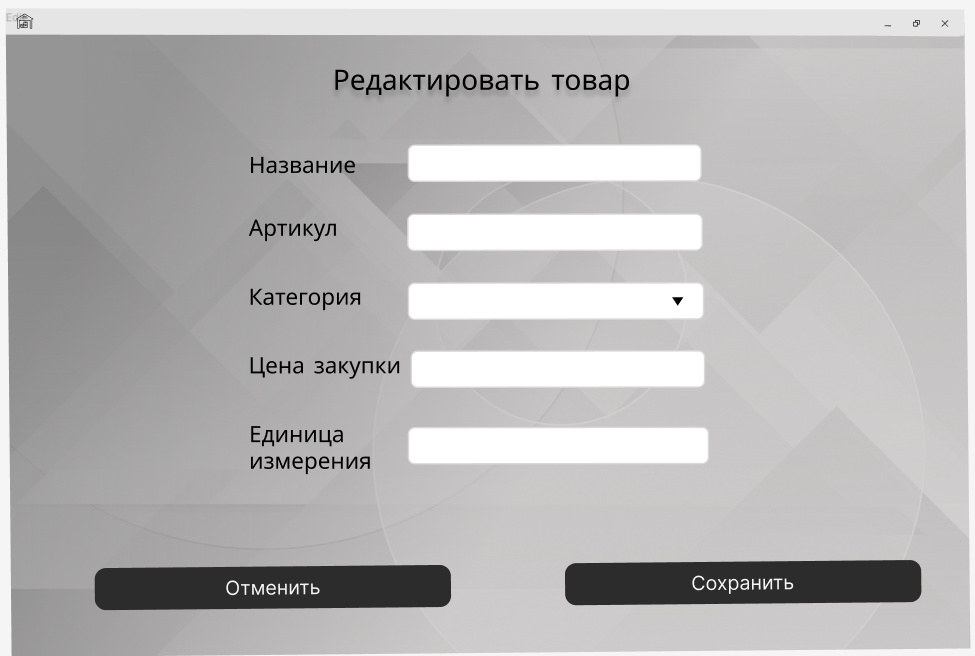 Редактировать товар
Название
Артикул
Категория
Цена закупки
Единица
измерения
Отменить
Сохранить